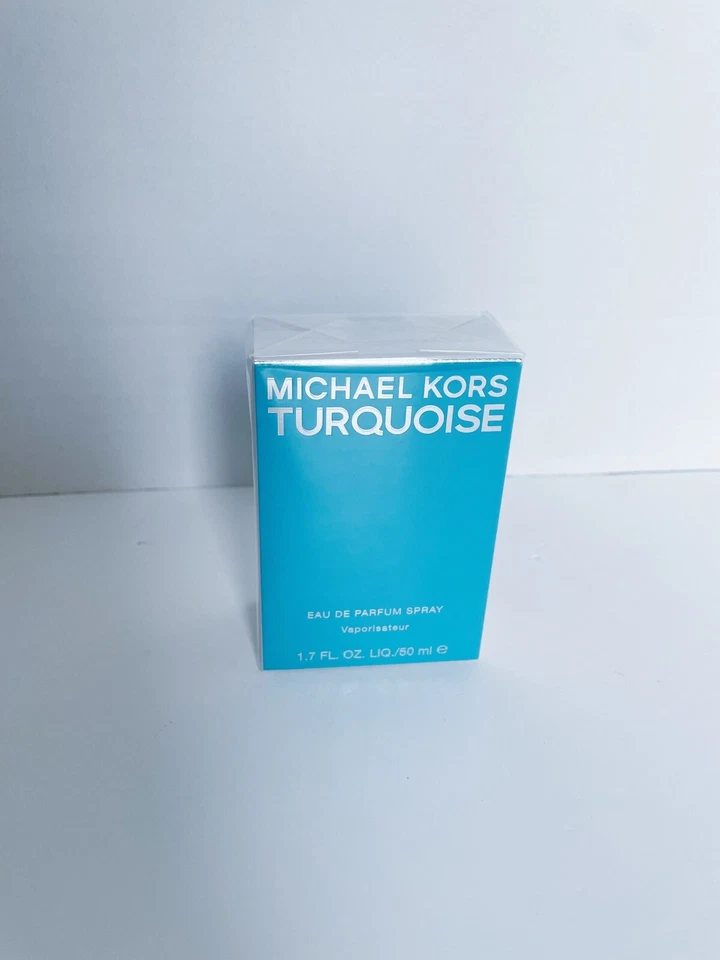 MICHAEL KORS
TURQUOISE
EAU DE PARFUM SPRAY
Vaporisateur
1.7 FL. OZ. LIQ./50 ml ℮